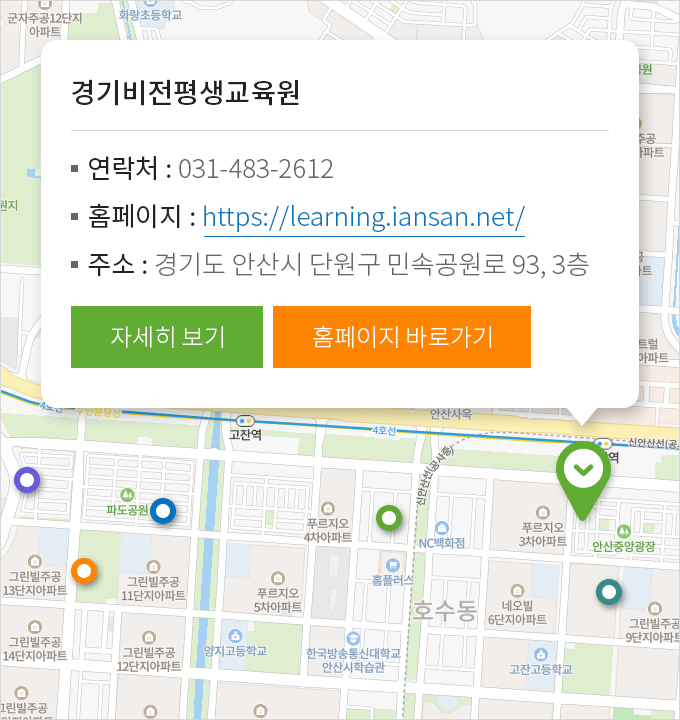 군자주공12단지
아파트
화랑초등학교
경기비전평생교육원
연락처 : 031-483-2612
홈페이지 : https://learning.iansan.net/
주소 : 경기도 안산시 단원구 민속공원로 93, 3층
자세히 보기
홈페이지 바로가기
4호선
수인분당선
고잔역
4호선
안산사옥
신안산선(공사중)
파도공원
푸르지오
4차아파트
NC백화점
푸르지오
3차아파트
안산중앙광장
그린빌주공
13단지아파트
그린빌주공
11단지아파트
푸르지오
5차아파트
홈플러스
호수동
네오빌
6단지아파트
그린빌주공
9단지아파트
그린빌주공
14단지아파트
그린빌주공
12단지아파트
양지고등학교
한국방송통신대학교
안산시학습관
고잔고등학교